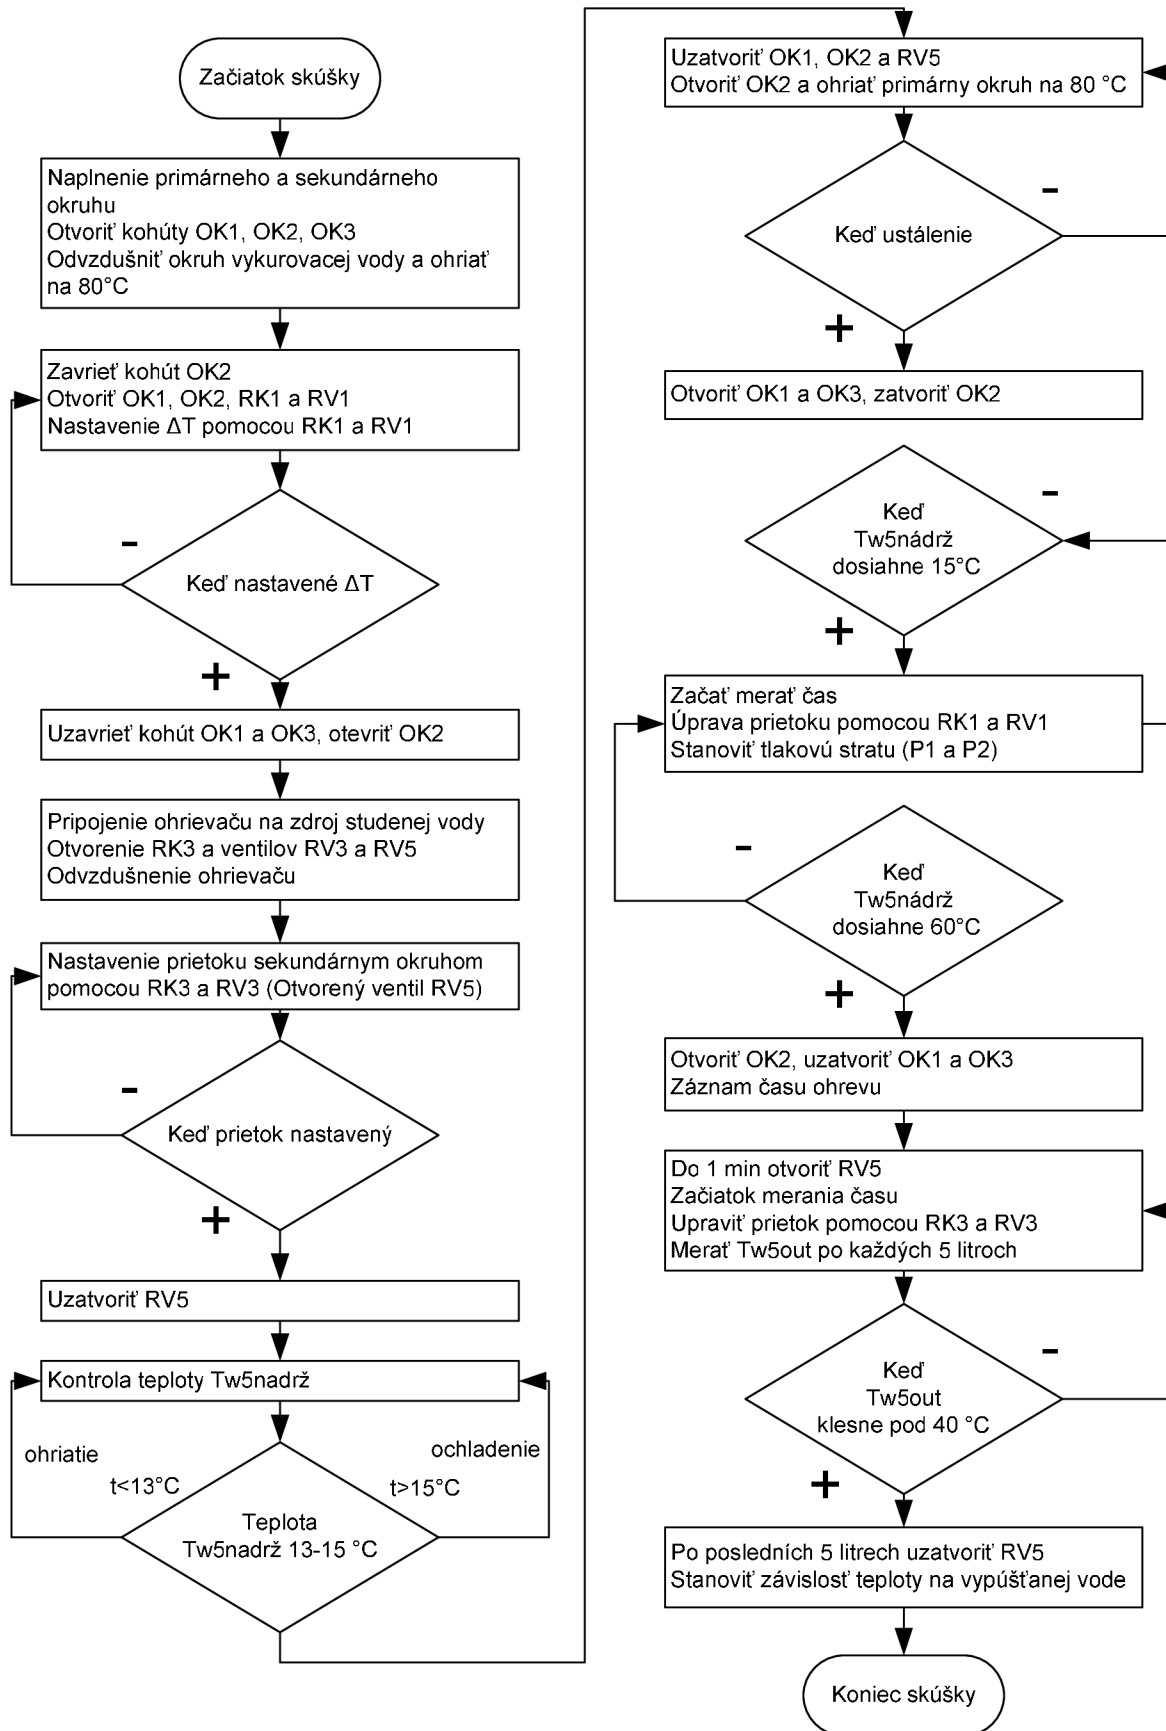 Začiatok skúšky
Naplnenie primárneho a sekundárneho
okruhu
Otvoriť kohúty OK1, OK2, OK3
Odvzdušniť okruh vykurovacej vody a ohriať
na 80°C
Zavrieť kohút OK2
Otvoriť OK1, OK2, RK1 a RV1
Nastavenie ΔT pomocou RK1 a RV1
-
Keď nastavené ΔT
+
Uzavrieť kohút OK1 a OK3, otevriť OK2
Pripojenie ohrievaču na zdroj studenej vody
Otvorenie RK3 a ventilov RV3 a RV5
Odvzdušnenie ohrievaču
Nastavenie prietoku sekundárnym okruhom
pomocou RK3 a RV3 (Otvorený ventil RV5)
-
Keď prietok nastavený
+
Uzatvoriť RV5
Kontrola teploty Tw5nadrž
ohriatie
ochladenie
t<13°C
t>15°C
Teplota
Tw5nadrž 13-15 °C
Uzatvoriť OK1, OK2 a RV5
Otvoriť OK2 a ohriať primárny okruh na 80 °C
-
Keď ustálenie
+
Otvoriť OK1 a OK3, zatvoriť OK2
-
Keď
Tw5nádrž
dosiahne 15°C
+
Začať merať čas
Úprava prietoku pomocou RK1 a RV1
Stanoviť tlakovú stratu (P1 a P2)
-
Keď
Tw5nádrž
dosiahne 60°C
+
Otvoriť OK2, uzatvoriť OK1 a OK3
Záznam času ohrevu
Do 1 min otvoriť RV5
Začiatok merania času
Upraviť prietok pomocou RK3 a RV3
Merať Tw5out po každých 5 litroch
-
Keď
Tw5out
klesne pod 40 °C
+
Po posledních 5 litrech uzatvoriť RV5
Stanoviť závislosť teploty na vypúšťanej vode
Koniec skúšky